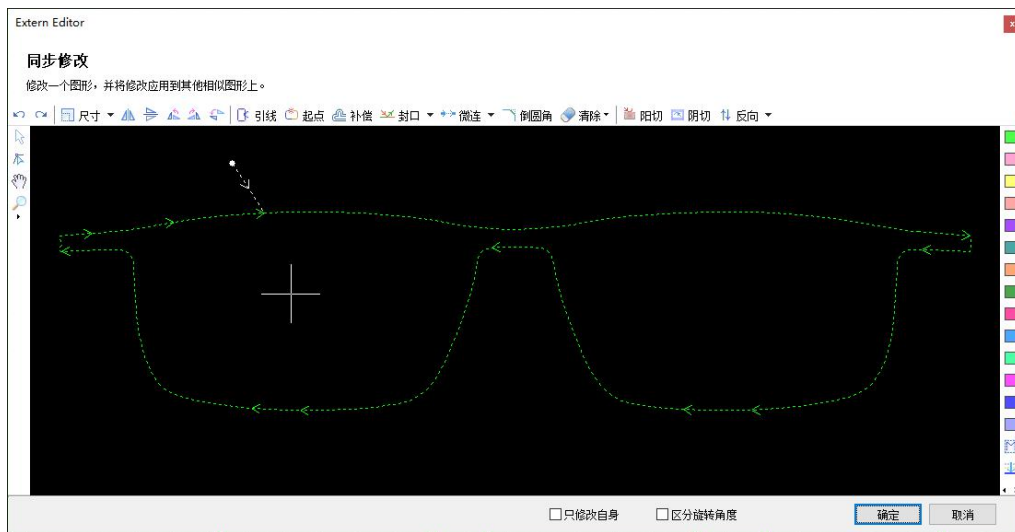 Extern Editor
同步修改
修改一个图形，并将修改应用到其他相似图形上。
尺寸 引线 起点 补偿 封口 微连 倒圆角 清除 阳切 阴切 反向
只修改自身 区分旋转角度 确定 取消